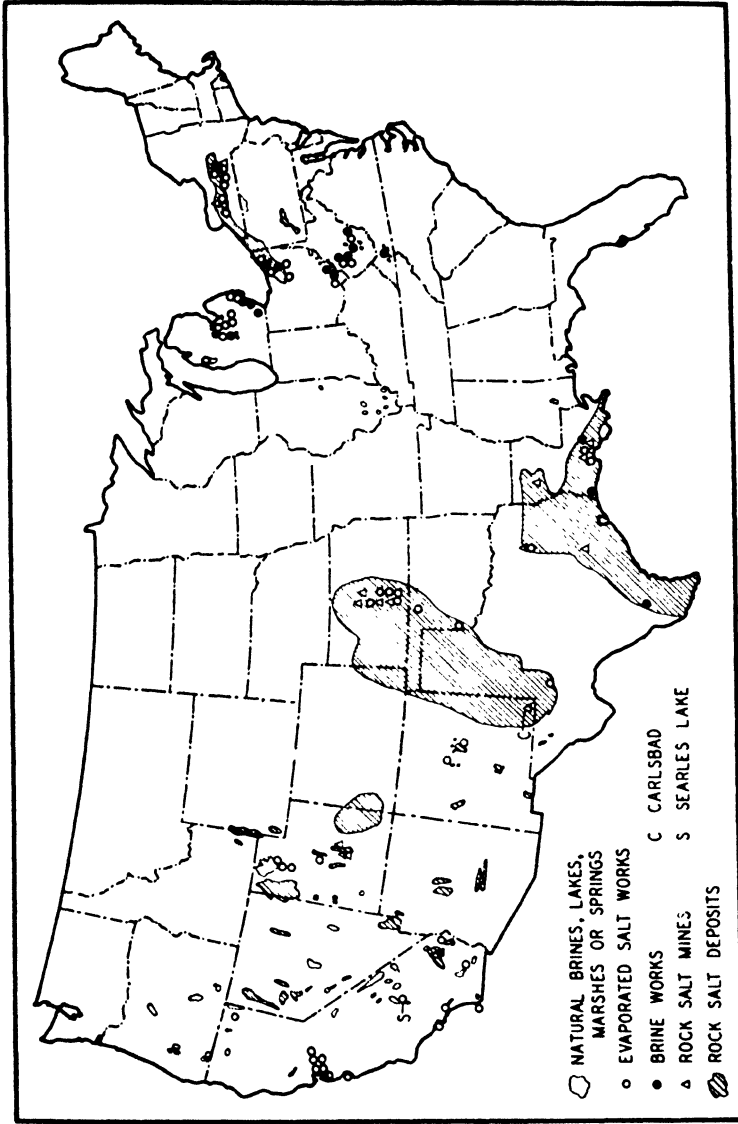 NATURAL BRINES, LAKES,
MARSHES OR SPRINGS
EVAPORATED SALT WORKS
BRINE WORKS
ROCK SALT MINES
ROCK SALT DEPOSITS
C CARLSBAD
S SEARLES LAKE
S
P
C